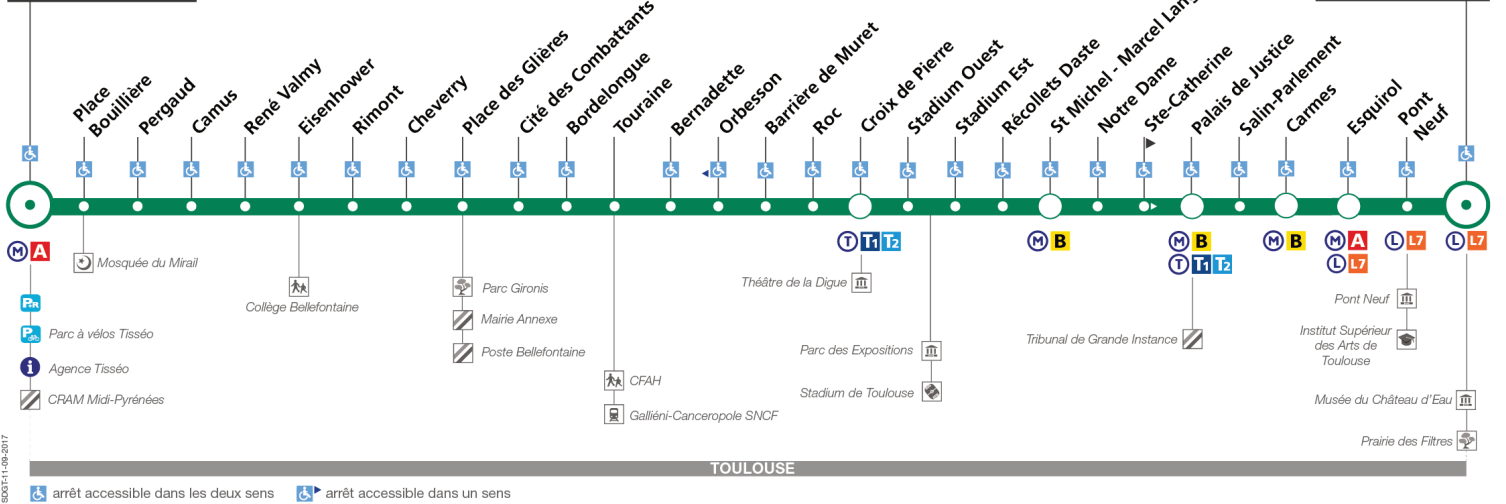 Place
Bouillière
Pergaud
Camus
René Valmy
Eisenhower
Rimont
Cheverry
Place des Glières
Cité des Combattants
Bordelongue
Touraine
Bernadette
Orbesson
Barrière de Muret
Roc
Croix de Pierre
Stadium Ouest
Stadium Est
Récollets Daste
St Michel - Marcel
Notre Dame
Ste-Catherine
Palais de Justice
Salin-Parlement
Carmes
Esquirol
Pont
Neuf
M A
T T1 T2
M B
M B
T T1 T2
M B
M A
L L7
L L7
L L7
Mosquée du Mirail
P+R
P
Parc à vélos Tisséo
i Agence Tisséo
CRAM Midi-Pyrénées
Collège Bellefontaine
Parc Gironis
Mairie Annexe
Poste Bellefontaine
CFAH
Galliéni-Canceropole SNCF
Théâtre de la Digue
Parc des Expositions
Stadium de Toulouse
Tribunal de Grande Instance
Pont Neuf
Institut Supérieur
des Arts de
Toulouse
Musée du Château d'Eau
Prairie des Filtres
TOULOUSE
arrêt accessible dans les deux sens
arrêt accessible dans un sens
SDGT-11-09-2017